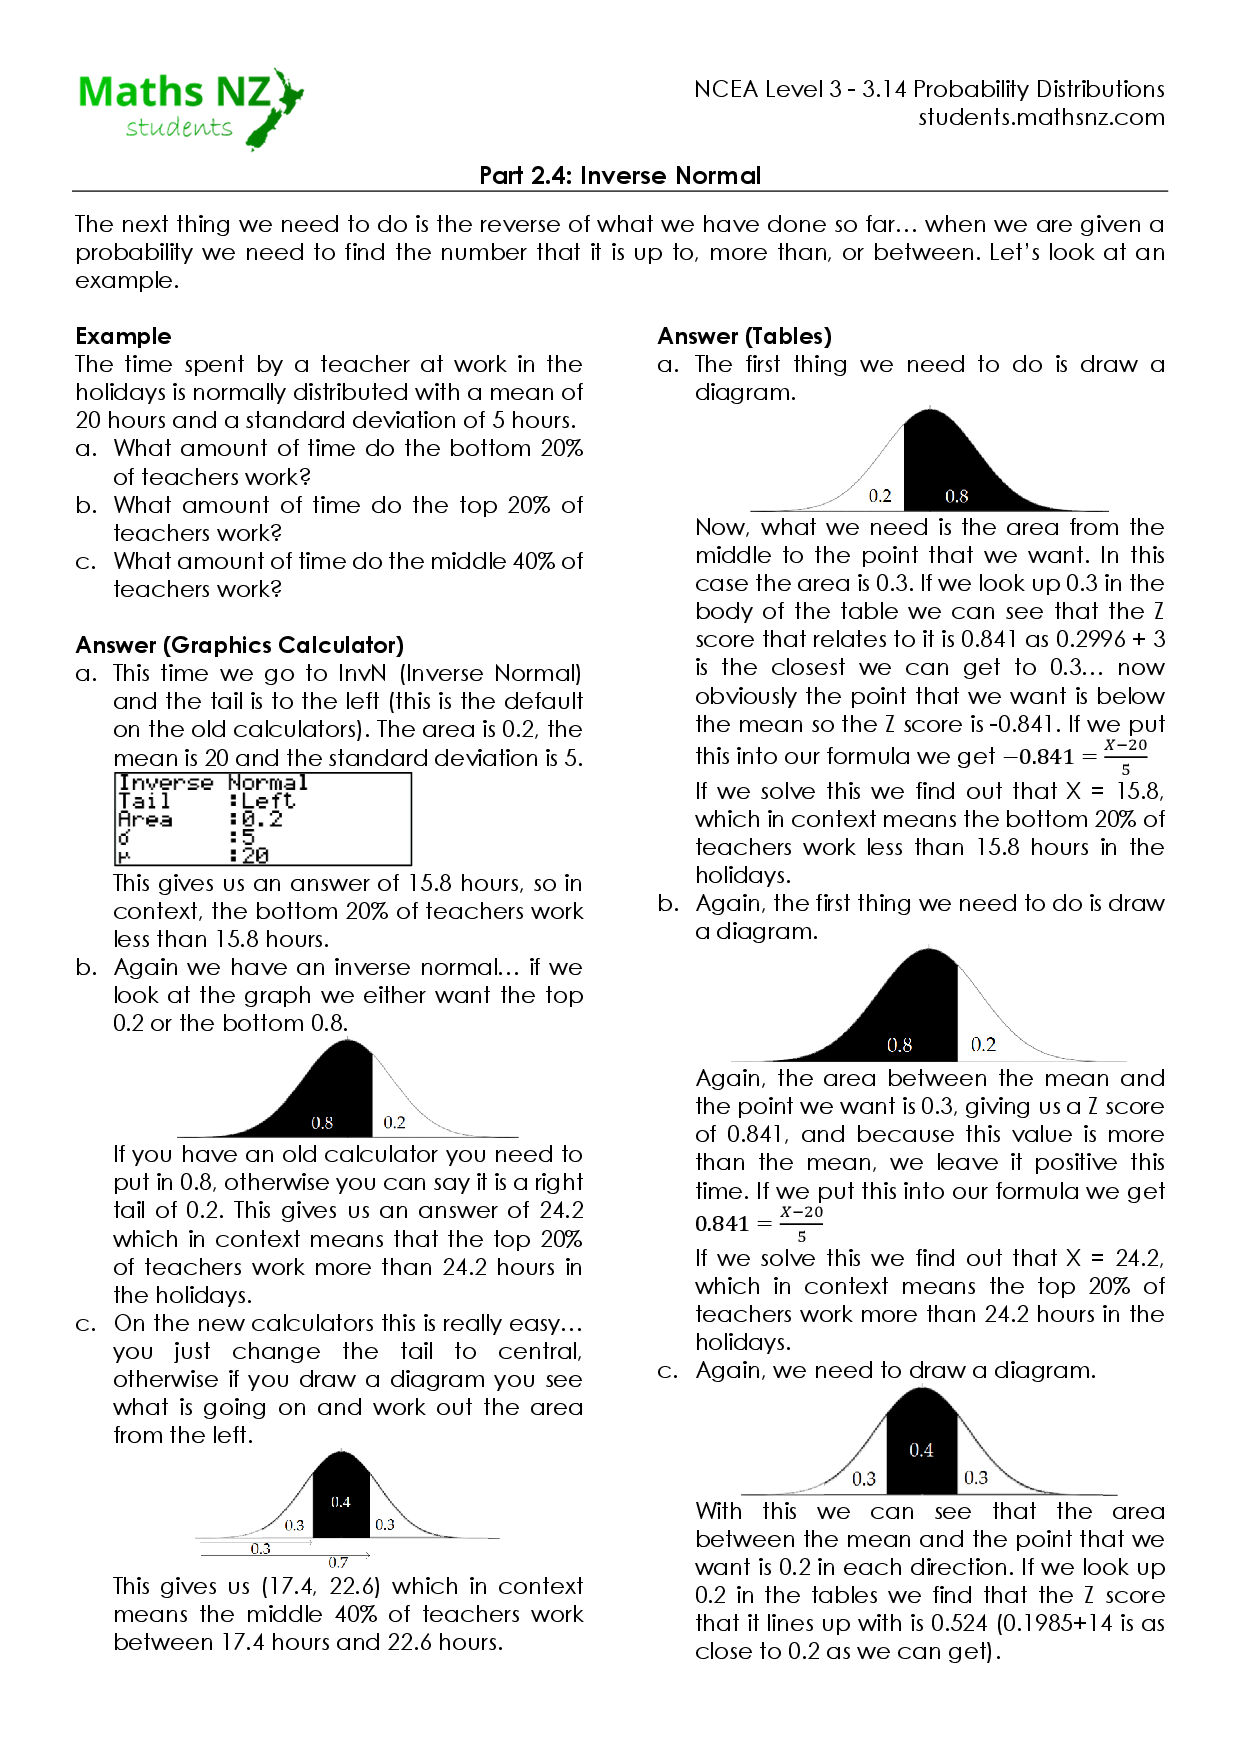 Maths NZ
students
NCEA Level 3 - 3.14 Probability Distributions
students.mathsnz.com
Part 2.4: Inverse Normal
The next thing we need to do is the reverse of what we have done so far… when we are given a
probability we need to find the number that it is up to, more than, or between. Let's look at an
example.
Example
The time spent by a teacher at work in the
holidays is normally distributed with a mean of
20 hours and a standard deviation of 5 hours.
a. What amount of time do the bottom 20%
of teachers work?
b. What amount of time do the top 20% of
teachers work?
c. What amount of time do the middle 40% of
teachers work?
Answer (Graphics Calculator)
a. This time we go to InvN (Inverse Normal)
and the tail is to the left (this is the default
on the old calculators). The area is 0.2, the
mean is 20 and the standard deviation is 5.
Inverse Normal
Tail :Left
Area :0.2
σ :5
μ :20
This gives us an answer of 15.8 hours, so in
context, the bottom 20% of teachers work
less than 15.8 hours.
b. Again we have an inverse normal… if we
look at the graph we either want the top
0.2 or the bottom 0.8.
0.8 0.2
If you have an old calculator you need to
put in 0.8, otherwise you can say it is a right
tail of 0.2. This gives us an answer of 24.2
which in context means that the top 20%
of teachers work more than 24.2 hours in
the holidays.
c. On the new calculators this is really easy…
you just change the tail to central,
otherwise if you draw a diagram you see
what is going on and work out the area
from the left.
0.4
0.3 0.3
0.3
0.7
This gives us (17.4, 22.6) which in context
means the middle 40% of teachers work
between 17.4 hours and 22.6 hours.
Answer (Tables)
a. The first thing we need to do is draw a
diagram.
0.2 0.8
Now, what we need is the area from the
middle to the point that we want. In this
case the area is 0.3. If we look up 0.3 in the
body of the table we can see that the Z
score that relates to it is 0.841 as 0.2996 + 3
is the closest we can get to 0.3… now
obviously the point that we want is below
the mean so the Z score is -0.841. If we put
this into our formula we get −0.841 = X−20/5
If we solve this we find out that X = 15.8,
which in context means the bottom 20% of
teachers work less than 15.8 hours in the
holidays.
b. Again, the first thing we need to do is draw
a diagram.
0.8 0.2
Again, the area between the mean and
the point we want is 0.3, giving us a Z score
of 0.841, and because this value is more
than the mean, we leave it positive this
time. If we put this into our formula we get
0.841 = X−20/5
If we solve this we find out that X = 24.2,
which in context means the top 20% of
teachers work more than 24.2 hours in the
holidays.
c. Again, we need to draw a diagram.
0.4
0.3 0.3
With this we can see that the area
between the mean and the point that we
want is 0.2 in each direction. If we look up
0.2 in the tables we find that the Z score
that it lines up with is 0.524 (0.1985+14 is as
close to 0.2 as we can get).